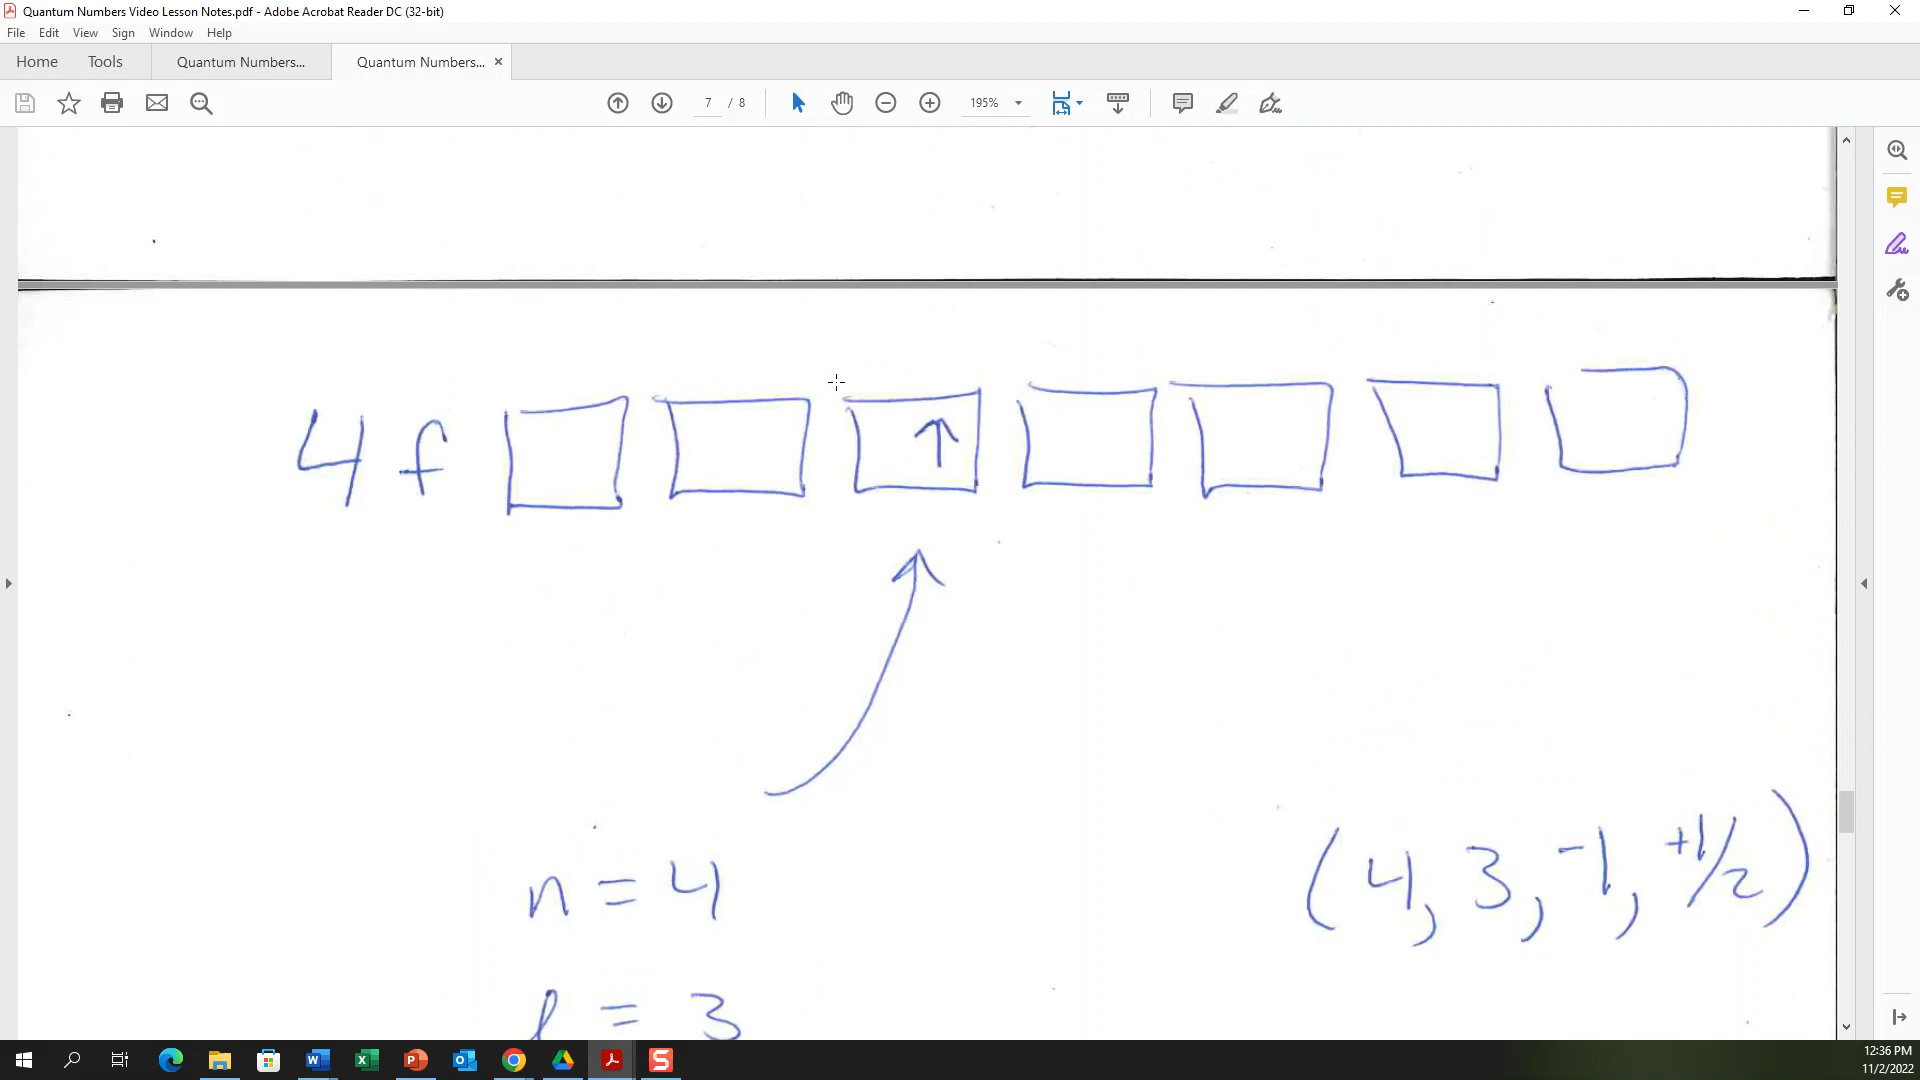 Quantum Numbers Video Lesson Notes.pdf - Adobe Acrobat Reader DC (32-bit)
File Edit View Sign Window Help
Home Tools Quantum Numbers... Quantum Numbers... ×
7 / 8 195%
4f ↑
n = 4
(4, 3, -1, +1/2)
l = 3
12:36 PM
11/2/2022